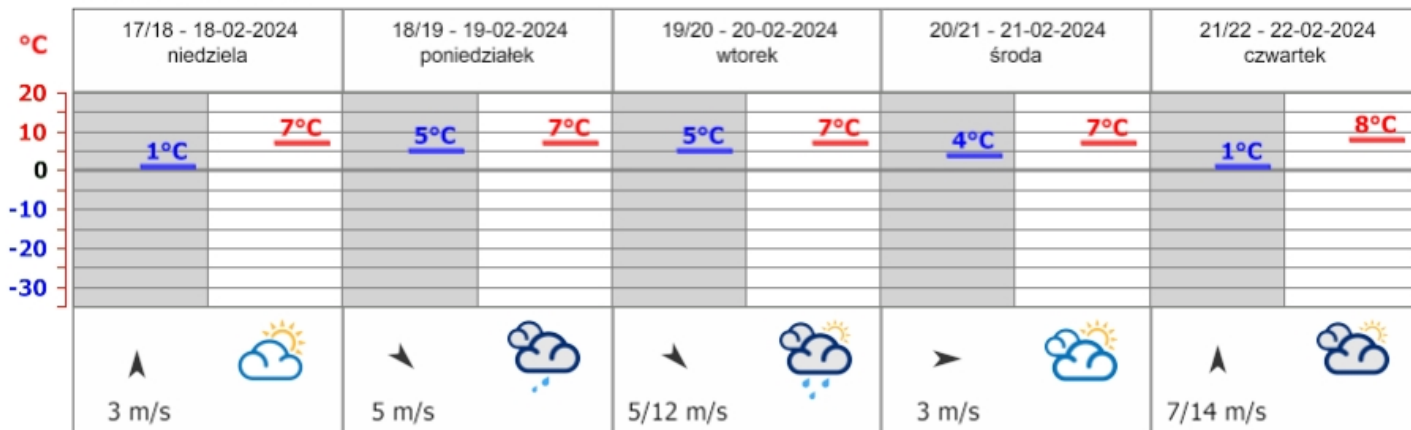 °C
17/18 - 18-02-2024
niedziela
18/19 - 19-02-2024
poniedziałek
19/20 - 20-02-2024
wtorek
20/21 - 21-02-2024
środa
21/22 - 22-02-2024
czwartek
20
10
0
-10
-20
-30
1°C
7°C
5°C
7°C
5°C
7°C
4°C
7°C
1°C
8°C
3 m/s
5 m/s
5/12 m/s
3 m/s
7/14 m/s